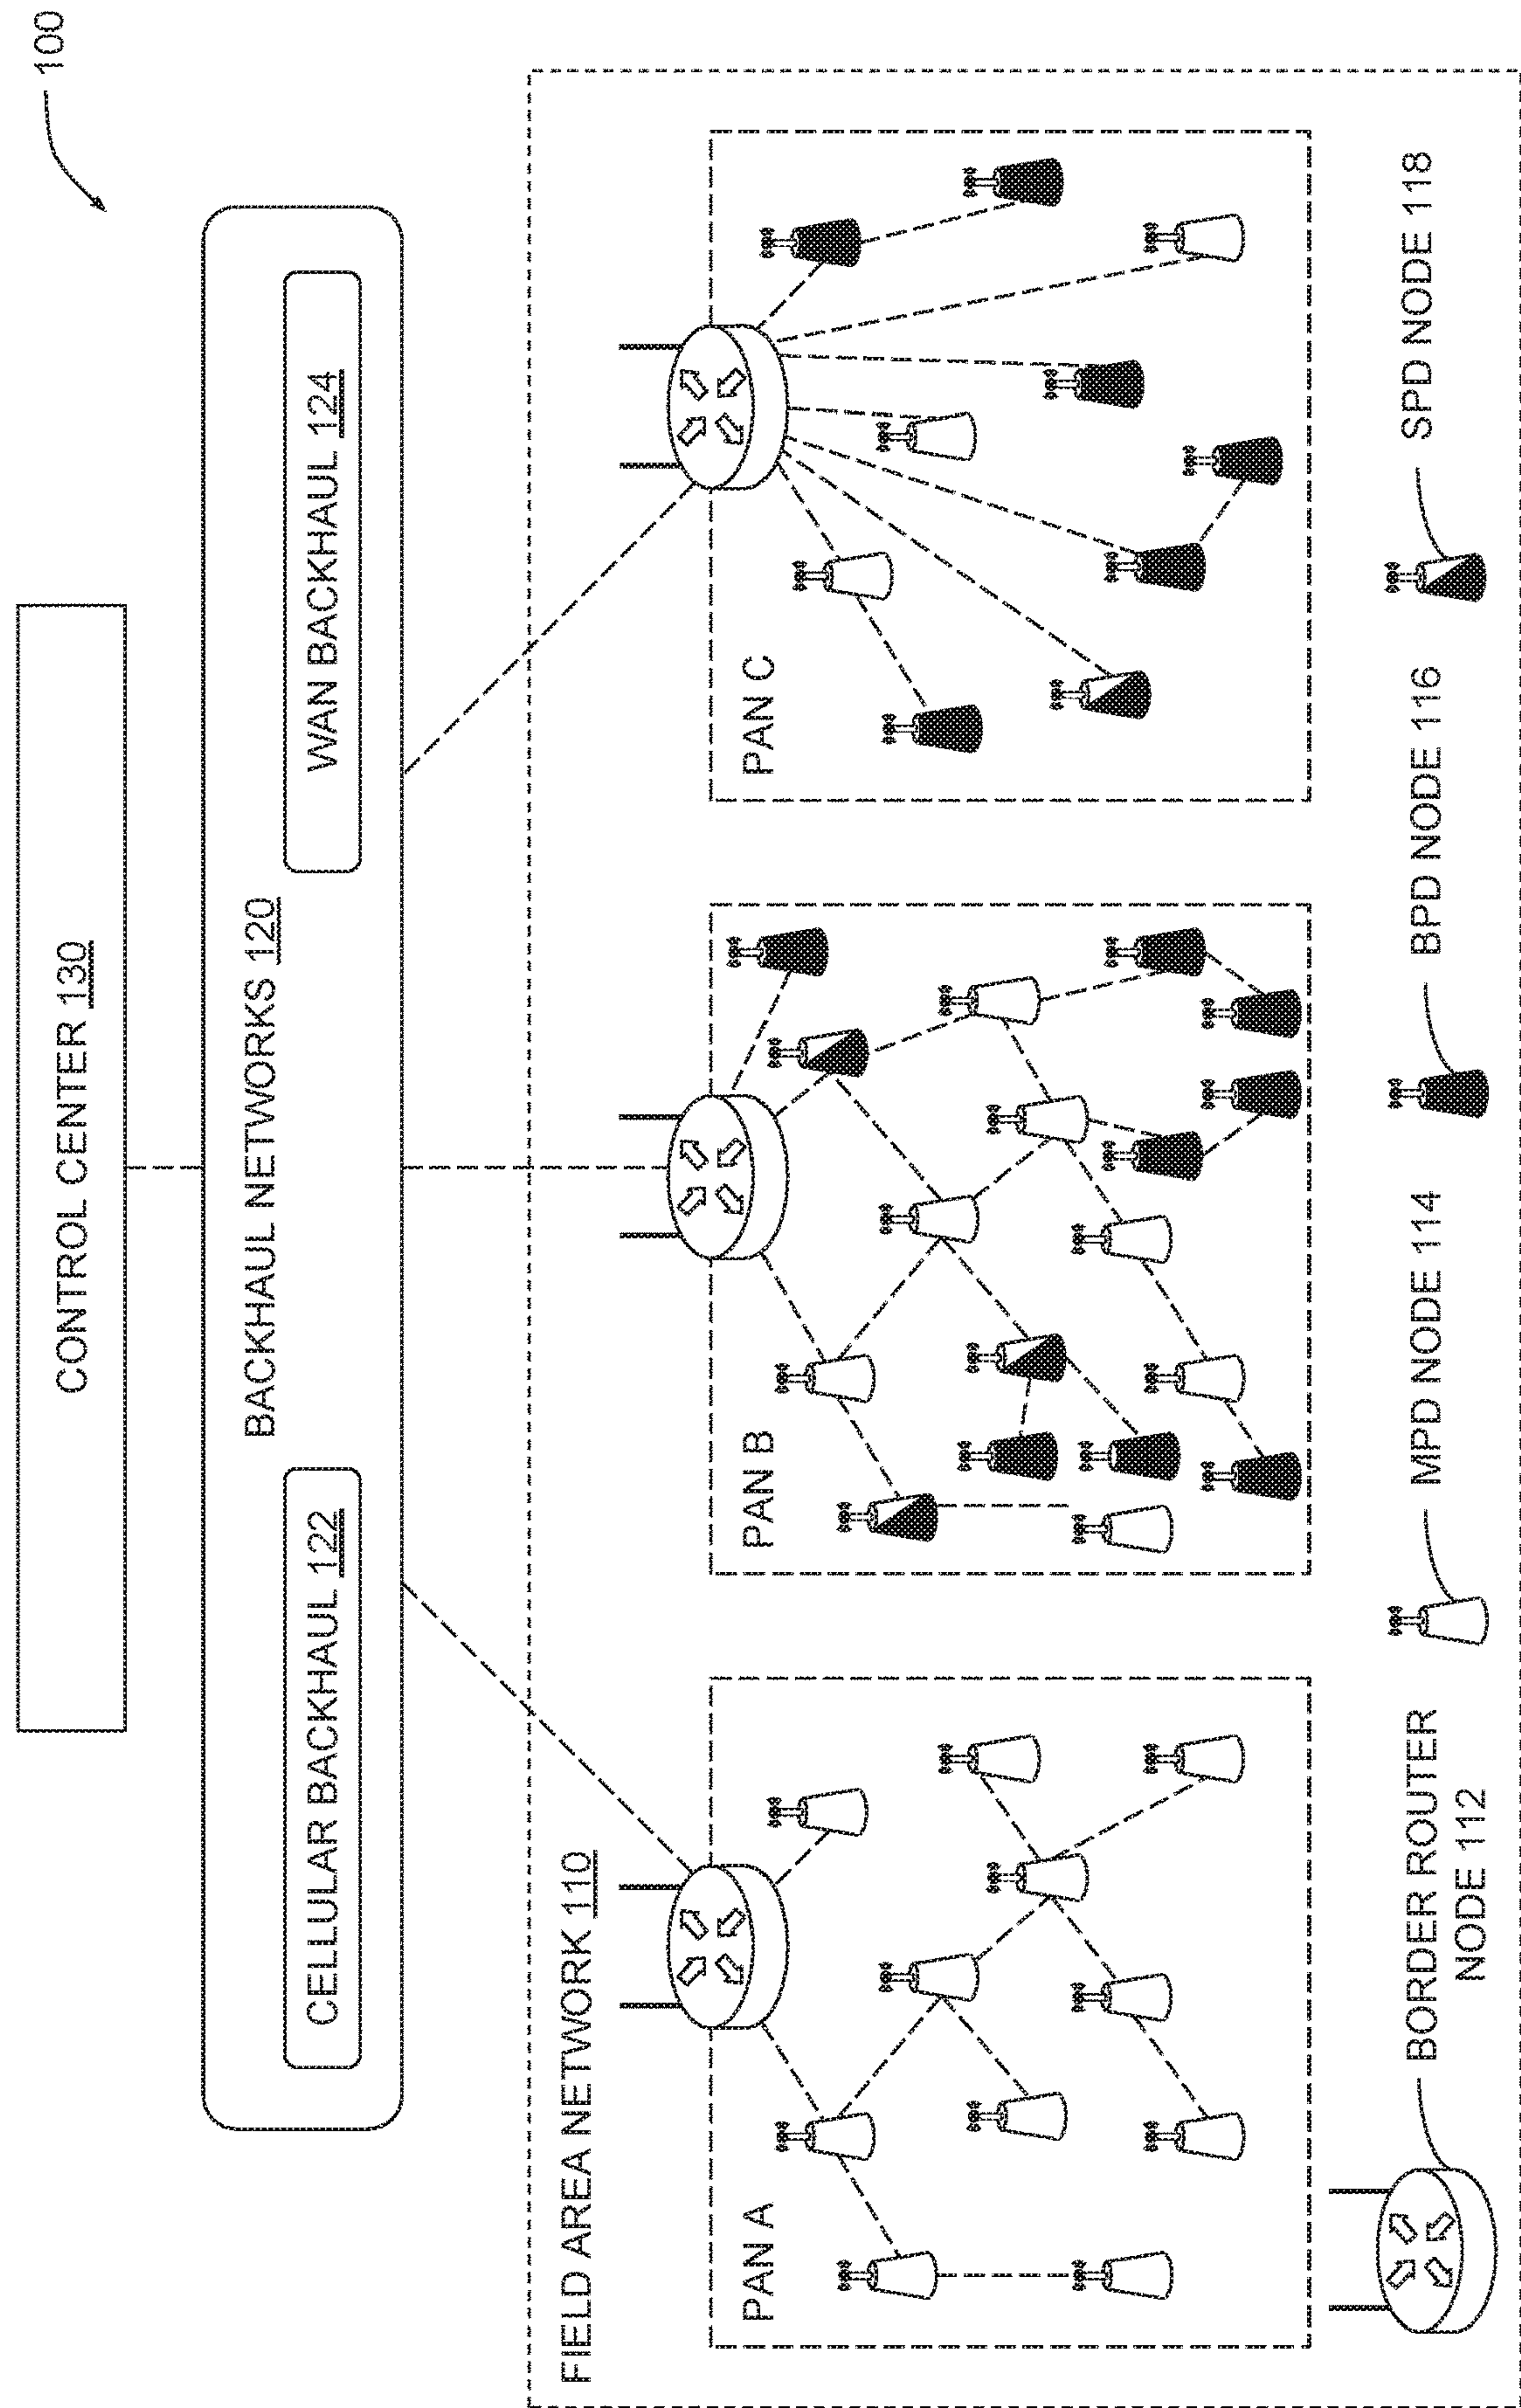 100
CONTROL CENTER 130
BACKHAUL NETWORKS 120
CELLULAR BACKHAUL 122
WAN BACKHAUL 124
FIELD AREA NETWORK 110
PAN A
PAN B
PAN C
BORDER ROUTER
NODE 112
MPD NODE 114
BPD NODE 116
SPD NODE 118